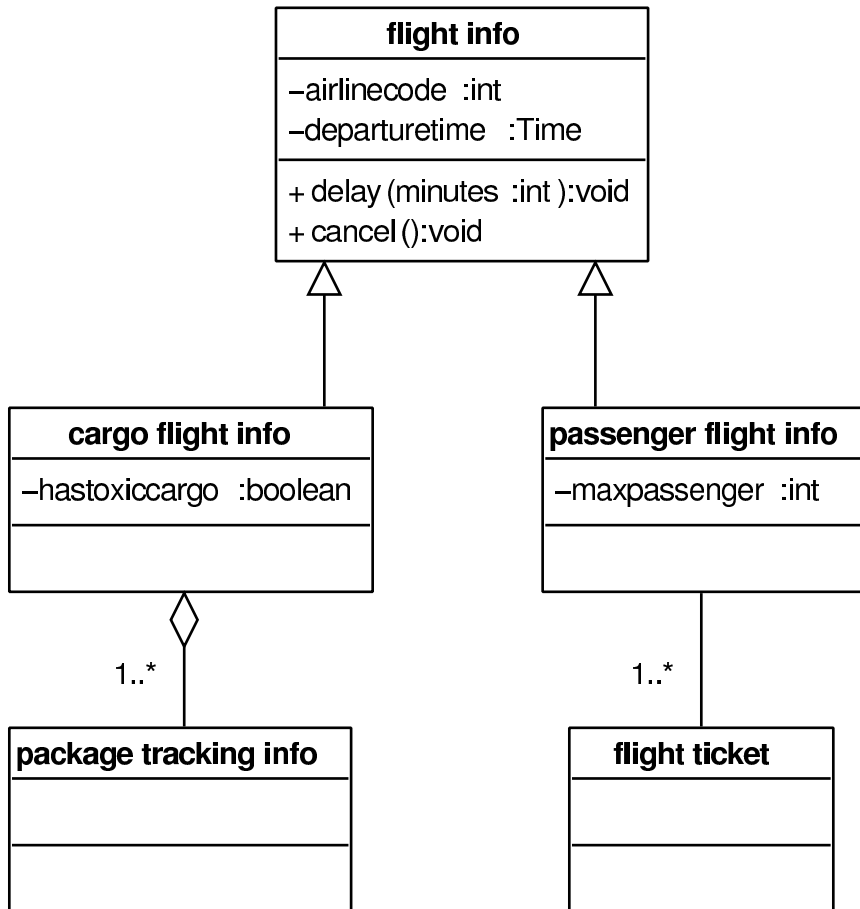 flight info
–airlinecode :int
–departuretime :Time
+ delay (minutes :int ):void
+ cancel ():void
cargo flight info
–hastoxiccargo :boolean
passenger flight info
–maxpassenger :int
1..*
1..*
package tracking info
flight ticket